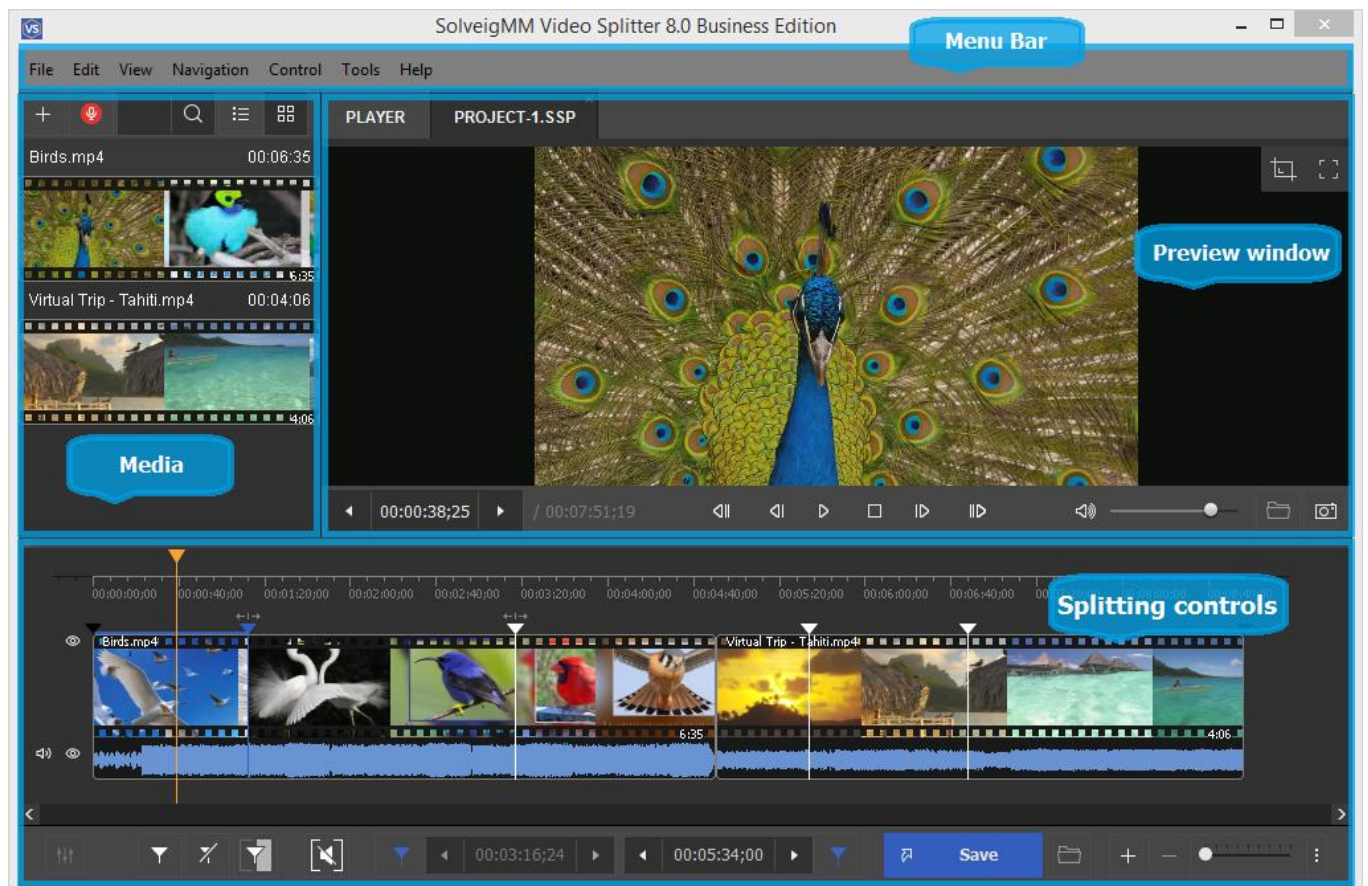 VS SolveigMM Video Splitter 8.0 Business Edition
Menu Bar
File Edit View Navigation Control Tools Help
PLAYER PROJECT-1.SSP
Birds.mp4 00:06:35
6:35
Virtual Trip - Tahiti.mp4 00:04:06
4:06
Media
Preview window
00:00:38;25 / 00:07:51;19
00:00:00;00 00:00:40;00 00:01:20;00 00:02:00;00 00:02:40;00 00:03:20;00 00:04:00;00 00:04:40;00 00:05:20;00 00:06:00;00 00:06:40;00
Splitting controls
Birds.mp4 Virtual Trip - Tahiti.mp4
6:35 4:06
00:03:16;24 00:05:34;00 Save